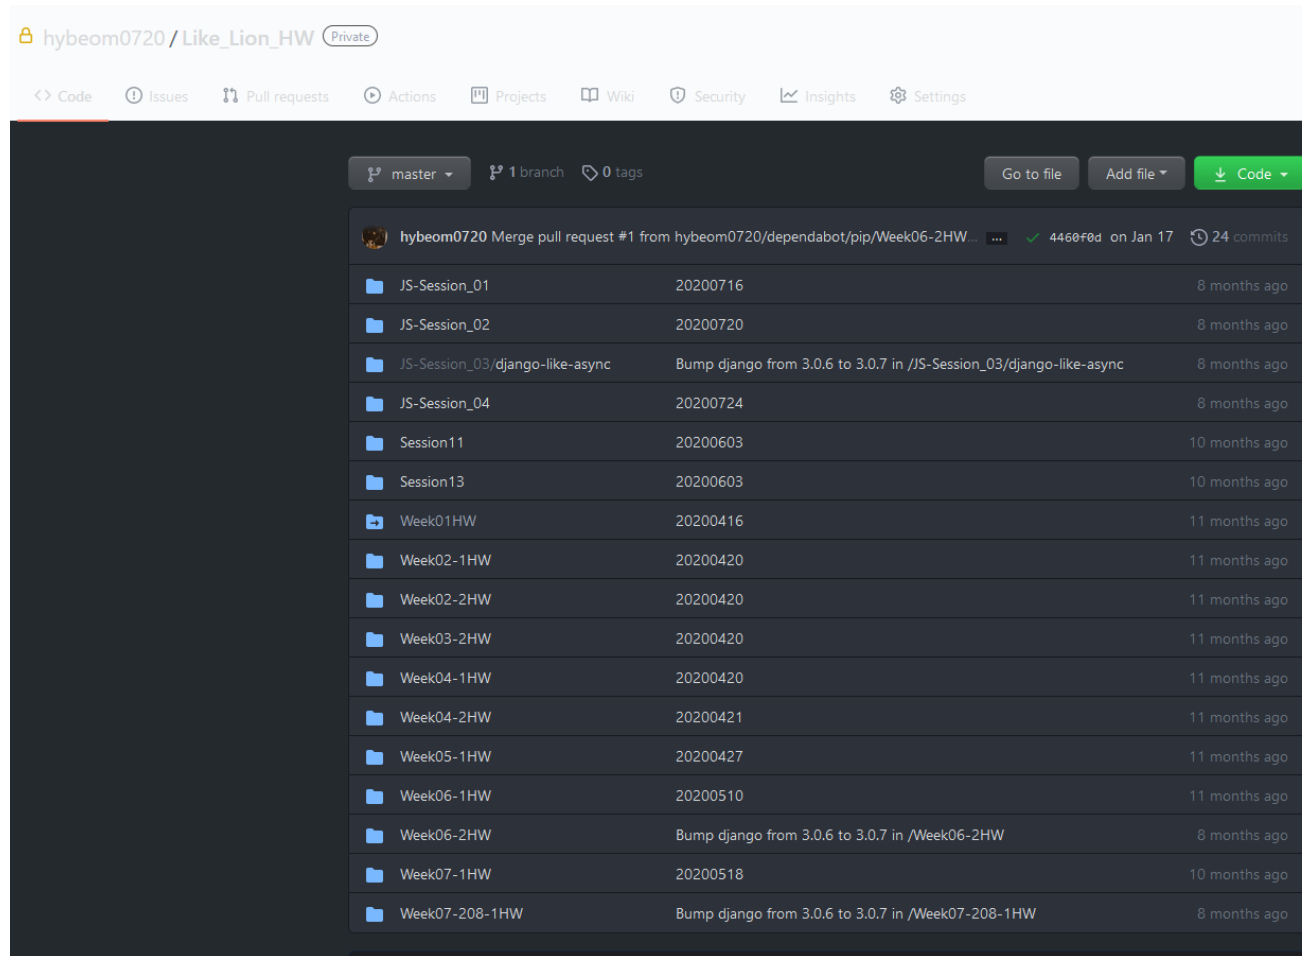 hybeom0720 / Like_Lion_HW Private
Code Issues Pull requests Actions Projects Wiki Security Insights Settings
master 1 branch 0 tags Go to file Add file Code
hybeom0720 Merge pull request #1 from hybeom0720/dependabot/pip/Week06-2HW... ... 4460f0d on Jan 17 24 commits
JS-Session_01 20200716 8 months ago
JS-Session_02 20200720 8 months ago
JS-Session_03/django-like-async Bump django from 3.0.6 to 3.0.7 in /JS-Session_03/django-like-async 8 months ago
JS-Session_04 20200724 8 months ago
Session11 20200603 10 months ago
Session13 20200603 10 months ago
Week01HW 20200416 11 months ago
Week02-1HW 20200420 11 months ago
Week02-2HW 20200420 11 months ago
Week03-2HW 20200420 11 months ago
Week04-1HW 20200420 11 months ago
Week04-2HW 20200421 11 months ago
Week05-1HW 20200427 11 months ago
Week06-1HW 20200510 11 months ago
Week06-2HW Bump django from 3.0.6 to 3.0.7 in /Week06-2HW 8 months ago
Week07-1HW 20200518 10 months ago
Week07-208-1HW Bump django from 3.0.6 to 3.0.7 in /Week07-208-1HW 8 months ago